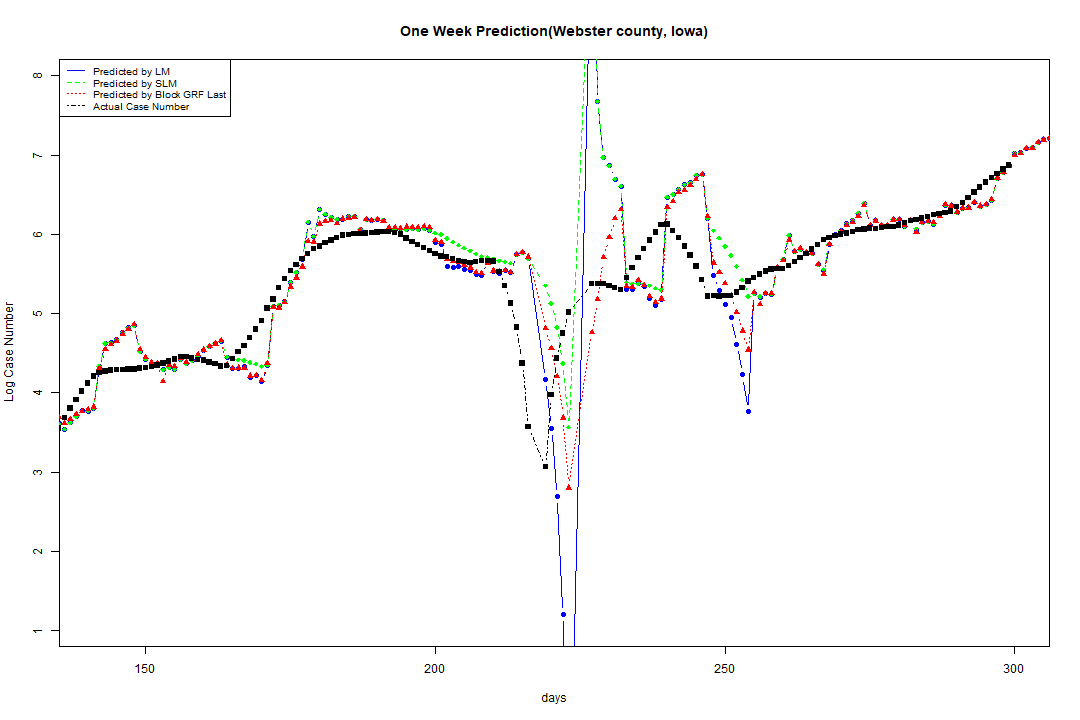 One Week Prediction(Webster county, Iowa)
Predicted by LM
Predicted by SLM
Predicted by Block GRF Last
Actual Case Number
8
7
6
5
4
3
2
1
Log Case Number
150
200
250
300
days